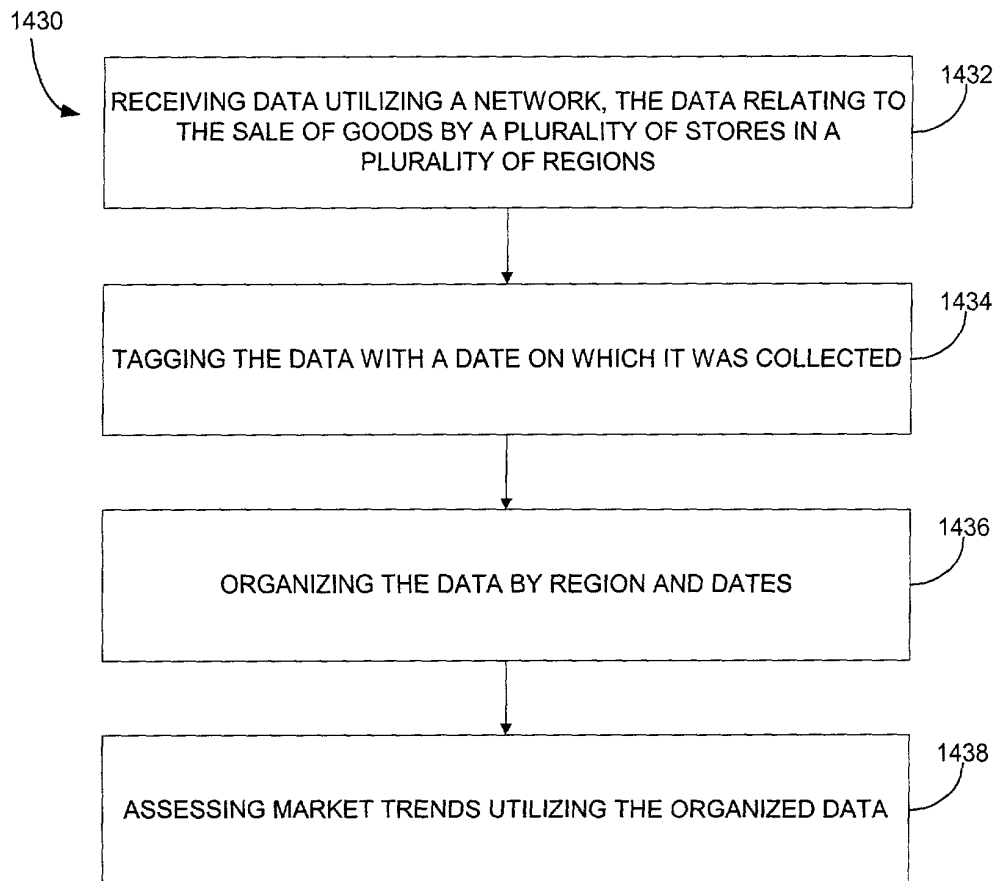 1430
1432
RECEIVING DATA UTILIZING A NETWORK, THE DATA RELATING TO
THE SALE OF GOODS BY A PLURALITY OF STORES IN A
PLURALITY OF REGIONS
1434
TAGGING THE DATA WITH A DATE ON WHICH IT WAS COLLECTED
1436
ORGANIZING THE DATA BY REGION AND DATES
1438
ASSESSING MARKET TRENDS UTILIZING THE ORGANIZED DATA